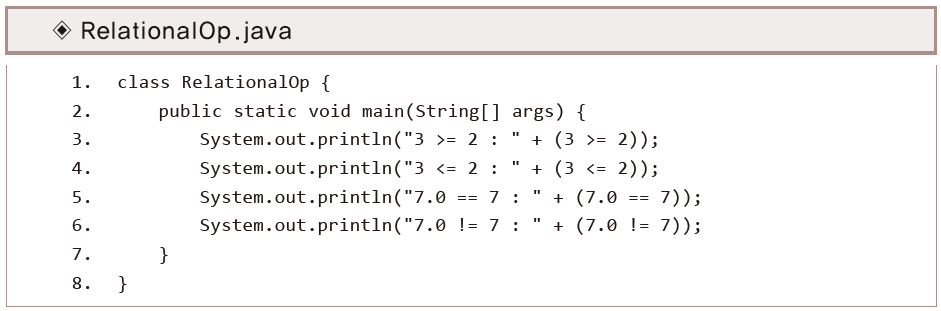 ◈ RelationalOp.java
1. class RelationalOp {
2.     public static void main(String[] args) {
3.         System.out.println("3 >= 2 : " + (3 >= 2));
4.         System.out.println("3 <= 2 : " + (3 <= 2));
5.         System.out.println("7.0 == 7 : " + (7.0 == 7));
6.         System.out.println("7.0 != 7 : " + (7.0 != 7));
7.     }
8. }